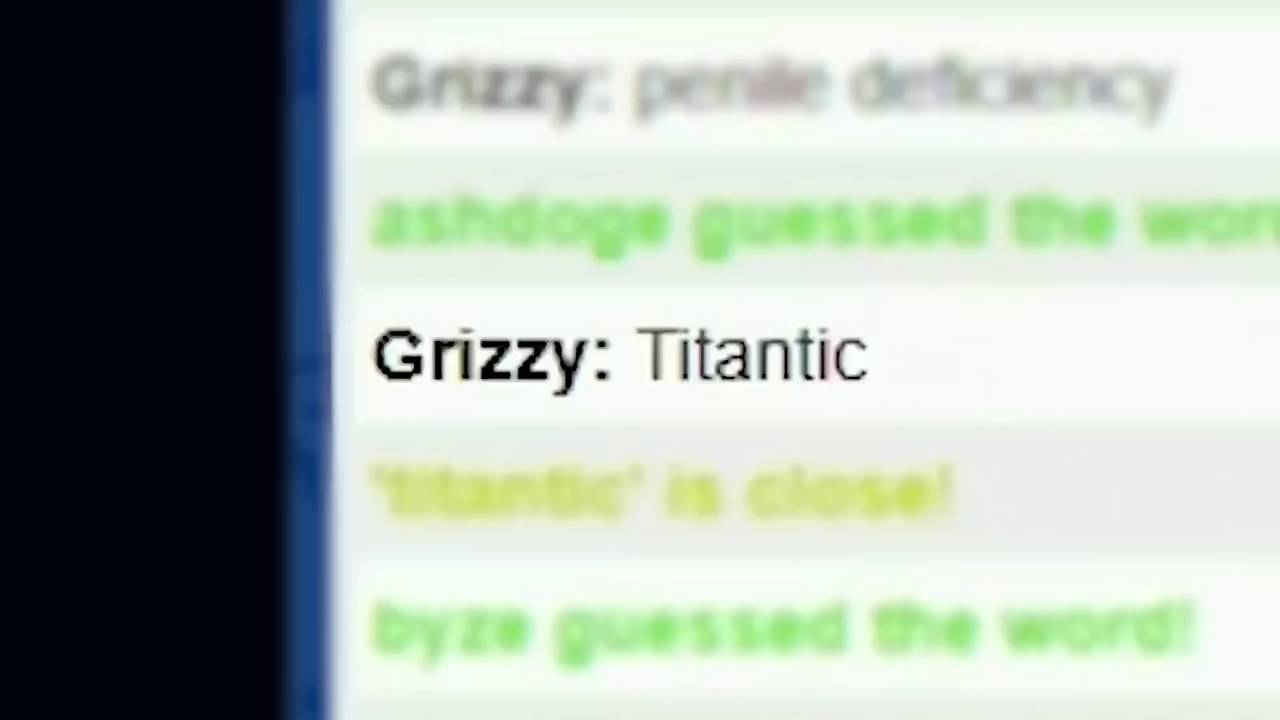 Grizzy: penile deficiency
ashdoge guessed the word
Grizzy: Titantic
'titantic' is close!
byze guessed the word!